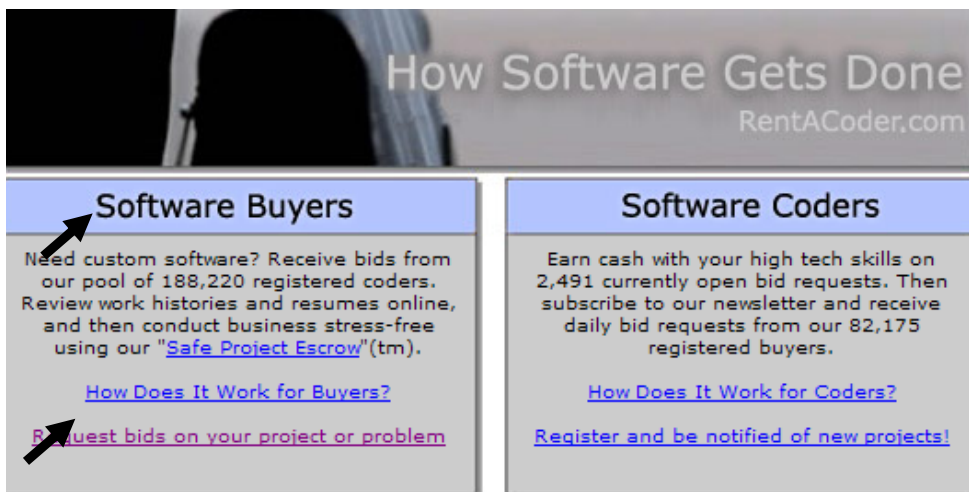 How Software Gets Done
RentACoder.com
Software Buyers
Need custom software? Receive bids from
our pool of 188,220 registered coders.
Review work histories and resumes online,
and then conduct business stress-free
using our "Safe Project Escrow"(tm).
How Does It Work for Buyers?
Request bids on your project or problem
Software Coders
Earn cash with your high tech skills on
2,491 currently open bid requests. Then
subscribe to our newsletter and receive
daily bid requests from our 82,175
registered buyers.
How Does It Work for Coders?
Register and be notified of new projects!